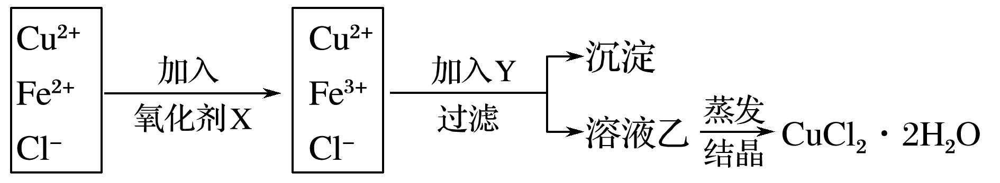 Cu²⁺
Fe²⁺
Cl⁻
加入
氧化剂X
Cu²⁺
Fe³⁺
Cl⁻
加入Y
过滤
沉淀
溶液乙
蒸发
结晶
CuCl₂·2H₂O